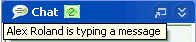 Chat 2
Alex Roland is typing a message